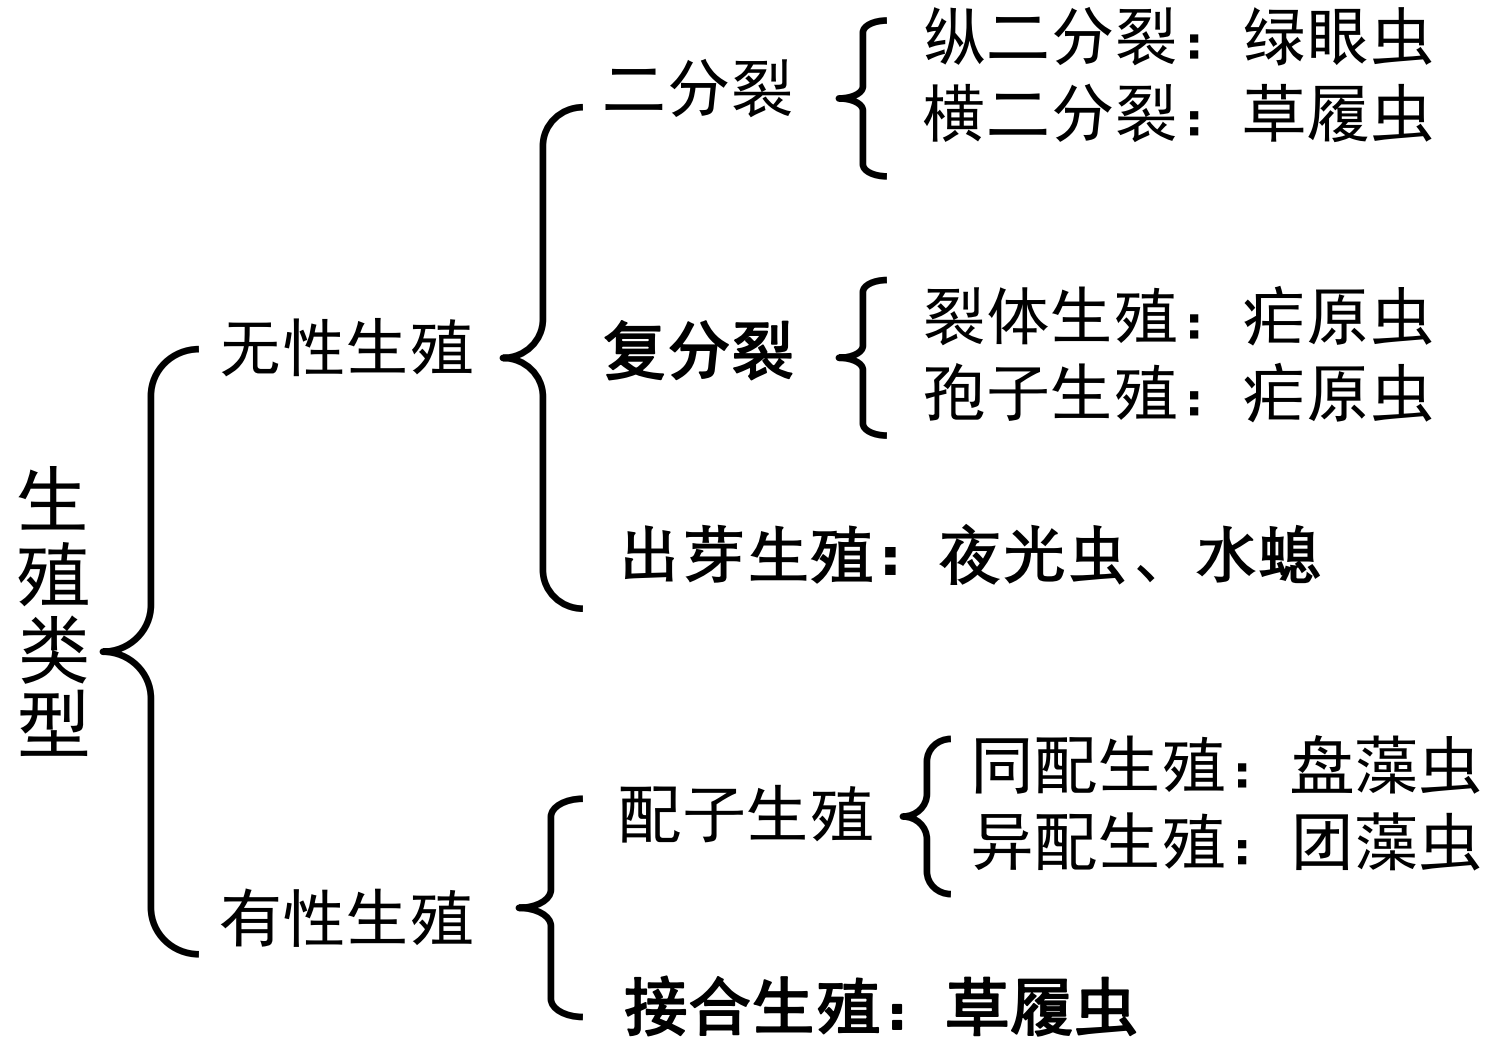 生殖类型
无性生殖
二分裂
纵二分裂：绿眼虫
横二分裂：草履虫
复分裂
裂体生殖：疟原虫
孢子生殖：疟原虫
出芽生殖：夜光虫、水螅
有性生殖
配子生殖
同配生殖：盘藻虫
异配生殖：团藻虫
接合生殖：草履虫